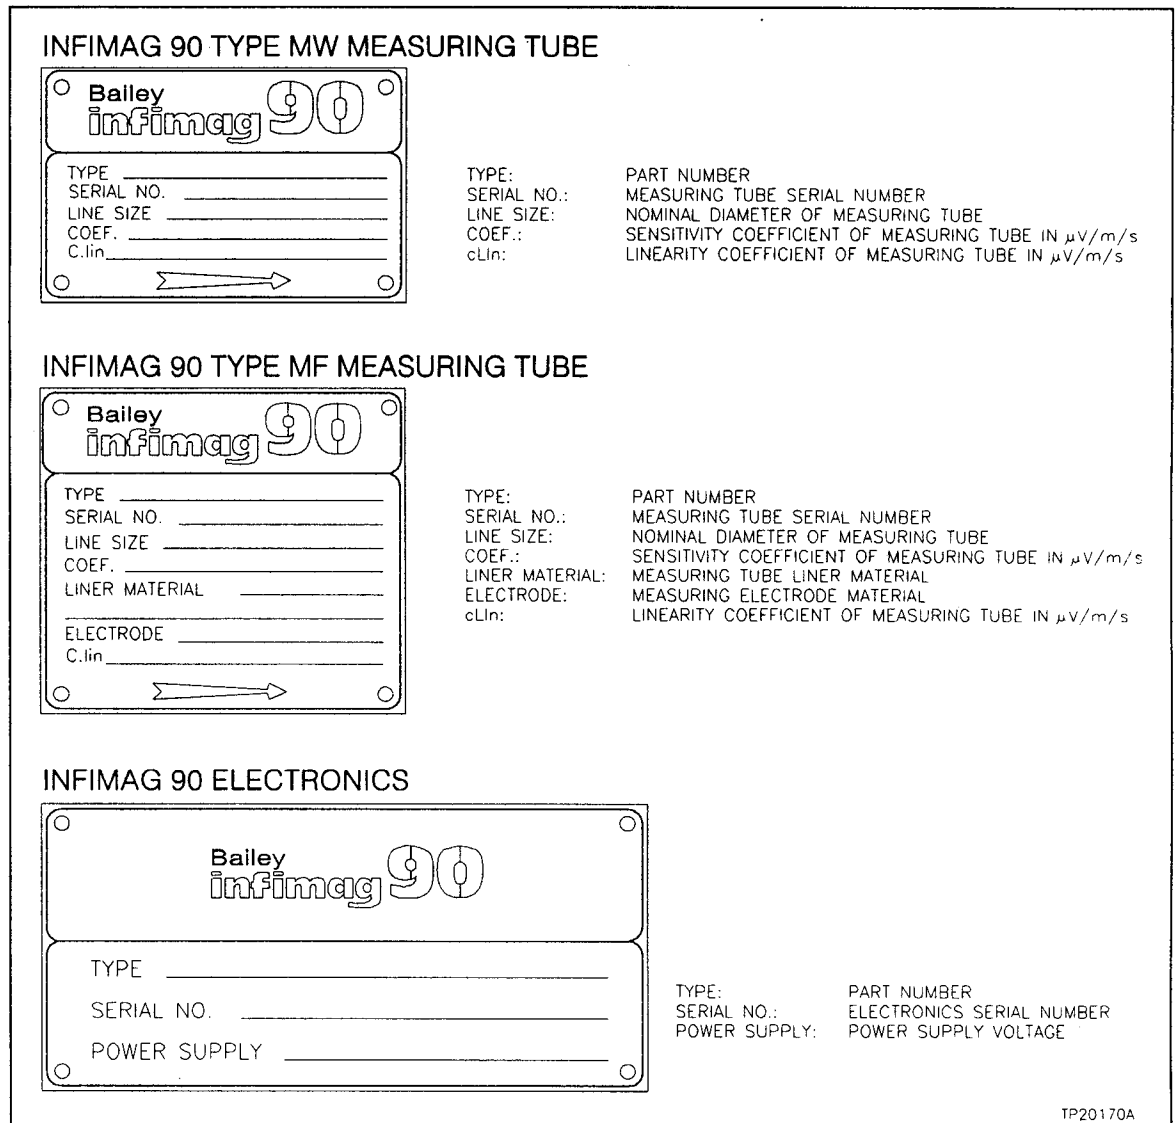 INFIMAG 90 TYPE MW MEASURING TUBE
Bailey
infimag 90
TYPE
SERIAL NO.
LINE SIZE
COEF.
C.lin
TYPE: PART NUMBER
SERIAL NO.: MEASURING TUBE SERIAL NUMBER
LINE SIZE: NOMINAL DIAMETER OF MEASURING TUBE
COEF.: SENSITIVITY COEFFICIENT OF MEASURING TUBE IN µV/m/s
cLIn: LINEARITY COEFFICIENT OF MEASURING TUBE IN µV/m/s
INFIMAG 90 TYPE MF MEASURING TUBE
Bailey
infimag 90
TYPE
SERIAL NO.
LINE SIZE
COEF.
LINER MATERIAL
ELECTRODE
C.lin
TYPE: PART NUMBER
SERIAL NO.: MEASURING TUBE SERIAL NUMBER
LINE SIZE: NOMINAL DIAMETER OF MEASURING TUBE
COEF.: SENSITIVITY COEFFICIENT OF MEASURING TUBE IN µV/m/s
LINER MATERIAL: MEASURING TUBE LINER MATERIAL
ELECTRODE: MEASURING ELECTRODE MATERIAL
cLIn: LINEARITY COEFFICIENT OF MEASURING TUBE IN µV/m/s
INFIMAG 90 ELECTRONICS
Bailey
infimag 90
TYPE
SERIAL NO.
POWER SUPPLY
TYPE: PART NUMBER
SERIAL NO.: ELECTRONICS SERIAL NUMBER
POWER SUPPLY: POWER SUPPLY VOLTAGE
TP20170A